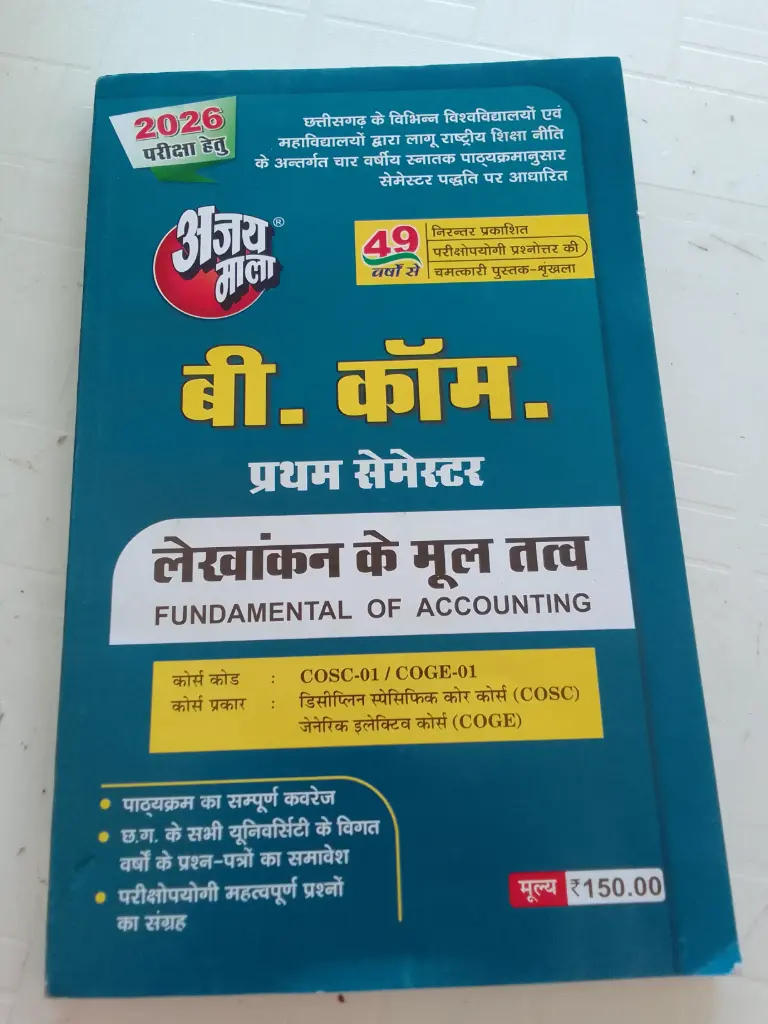 2026
परीक्षा हेतु
छत्तीसगढ़ के विभिन्न विश्वविद्यालयों एवं
महाविद्यालयों द्वारा लागू राष्ट्रीय शिक्षा नीति
के अन्तर्गत चार वर्षीय स्नातक पाठ्यक्रमानुसार
सेमेस्टर पद्धति पर आधारित
अजय
माला
®
49
वर्षो से
निरन्तर प्रकाशित
परीक्षोपयोगी प्रश्नोत्तर की
चमत्कारी पुस्तक-श्रृंखला
बी. कॉम.
प्रथम सेमेस्टर
लेखांकन के मूल तत्व
FUNDAMENTAL OF ACCOUNTING
कोर्स कोड : COSC-01 / COGE-01
कोर्स प्रकार : डिसीप्लिन स्पेसिफिक कोर कोर्स (COSC)
जेनेरिक इलेक्टिव कोर्स (COGE)
• पाठ्यक्रम का सम्पूर्ण कवरेज
• छ.ग. के सभी यूनिवर्सिटी के विगत
वर्षों के प्रश्न-पत्रों का समावेश
• परीक्षोपयोगी महत्वपूर्ण प्रश्नों
का संग्रह
मूल्य ₹150.00